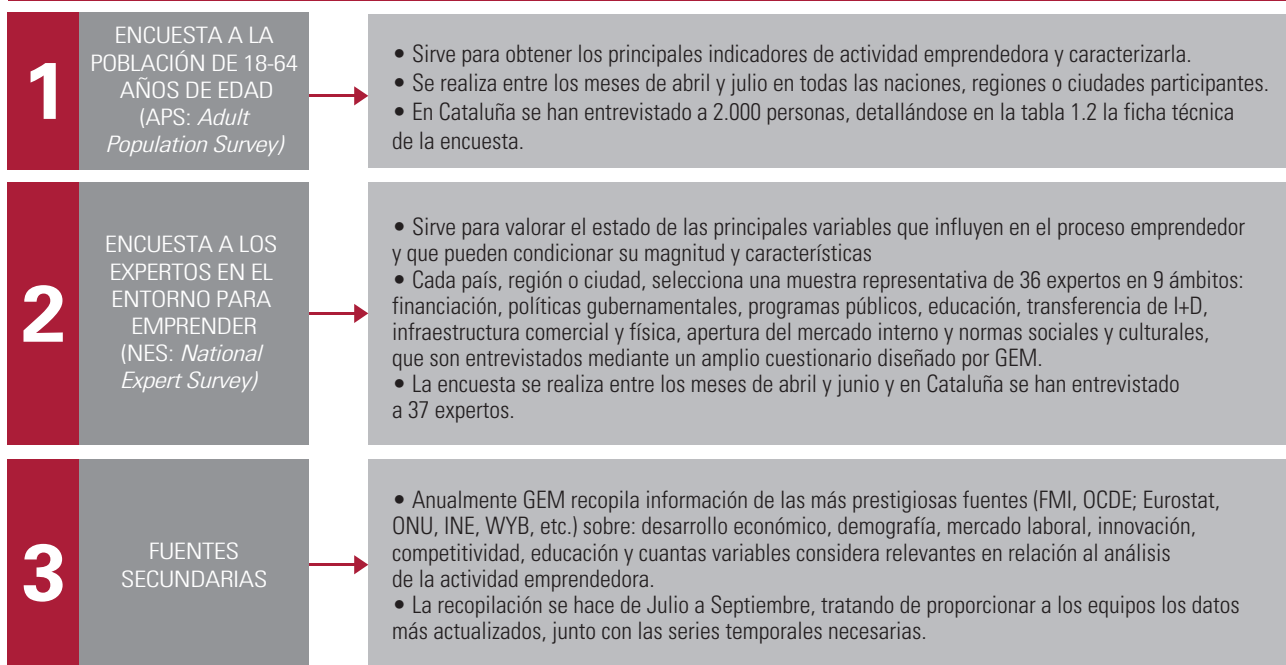 1
ENCUESTA A LA
POBLACIÓN DE 18-64
AÑOS DE EDAD
(APS: Adult
Population Survey)
• Sirve para obtener los principales indicadores de actividad emprendedora y caracterizarla.
• Se realiza entre los meses de abril y julio en todas las naciones, regiones o ciudades participantes.
• En Cataluña se han entrevistado a 2.000 personas, detallándose en la tabla 1.2 la ficha técnica
de la encuesta.
2
ENCUESTA A LOS
EXPERTOS EN EL
ENTORNO PARA
EMPRENDER
(NES: National
Expert Survey)
• Sirve para valorar el estado de las principales variables que influyen en el proceso emprendedor
y que pueden condicionar su magnitud y características
• Cada país, región o ciudad, selecciona una muestra representativa de 36 expertos en 9 ámbitos:
financiación, políticas gubernamentales, programas públicos, educación, transferencia de I+D,
infraestructura comercial y física, apertura del mercado interno y normas sociales y culturales,
que son entrevistados mediante un amplio cuestionario diseñado por GEM.
• La encuesta se realiza entre los meses de abril y junio y en Cataluña se han entrevistado
a 37 expertos.
3
FUENTES
SECUNDARIAS
• Anualmente GEM recopila información de las más prestigiosas fuentes (FMI, OCDE; Eurostat,
ONU, INE, WYB, etc.) sobre: desarrollo económico, demografía, mercado laboral, innovación,
competitividad, educación y cuantas variables considera relevantes en relación al análisis
de la actividad emprendedora.
• La recopilación se hace de Julio a Septiembre, tratando de proporcionar a los equipos los datos
más actualizados, junto con las series temporales necesarias.